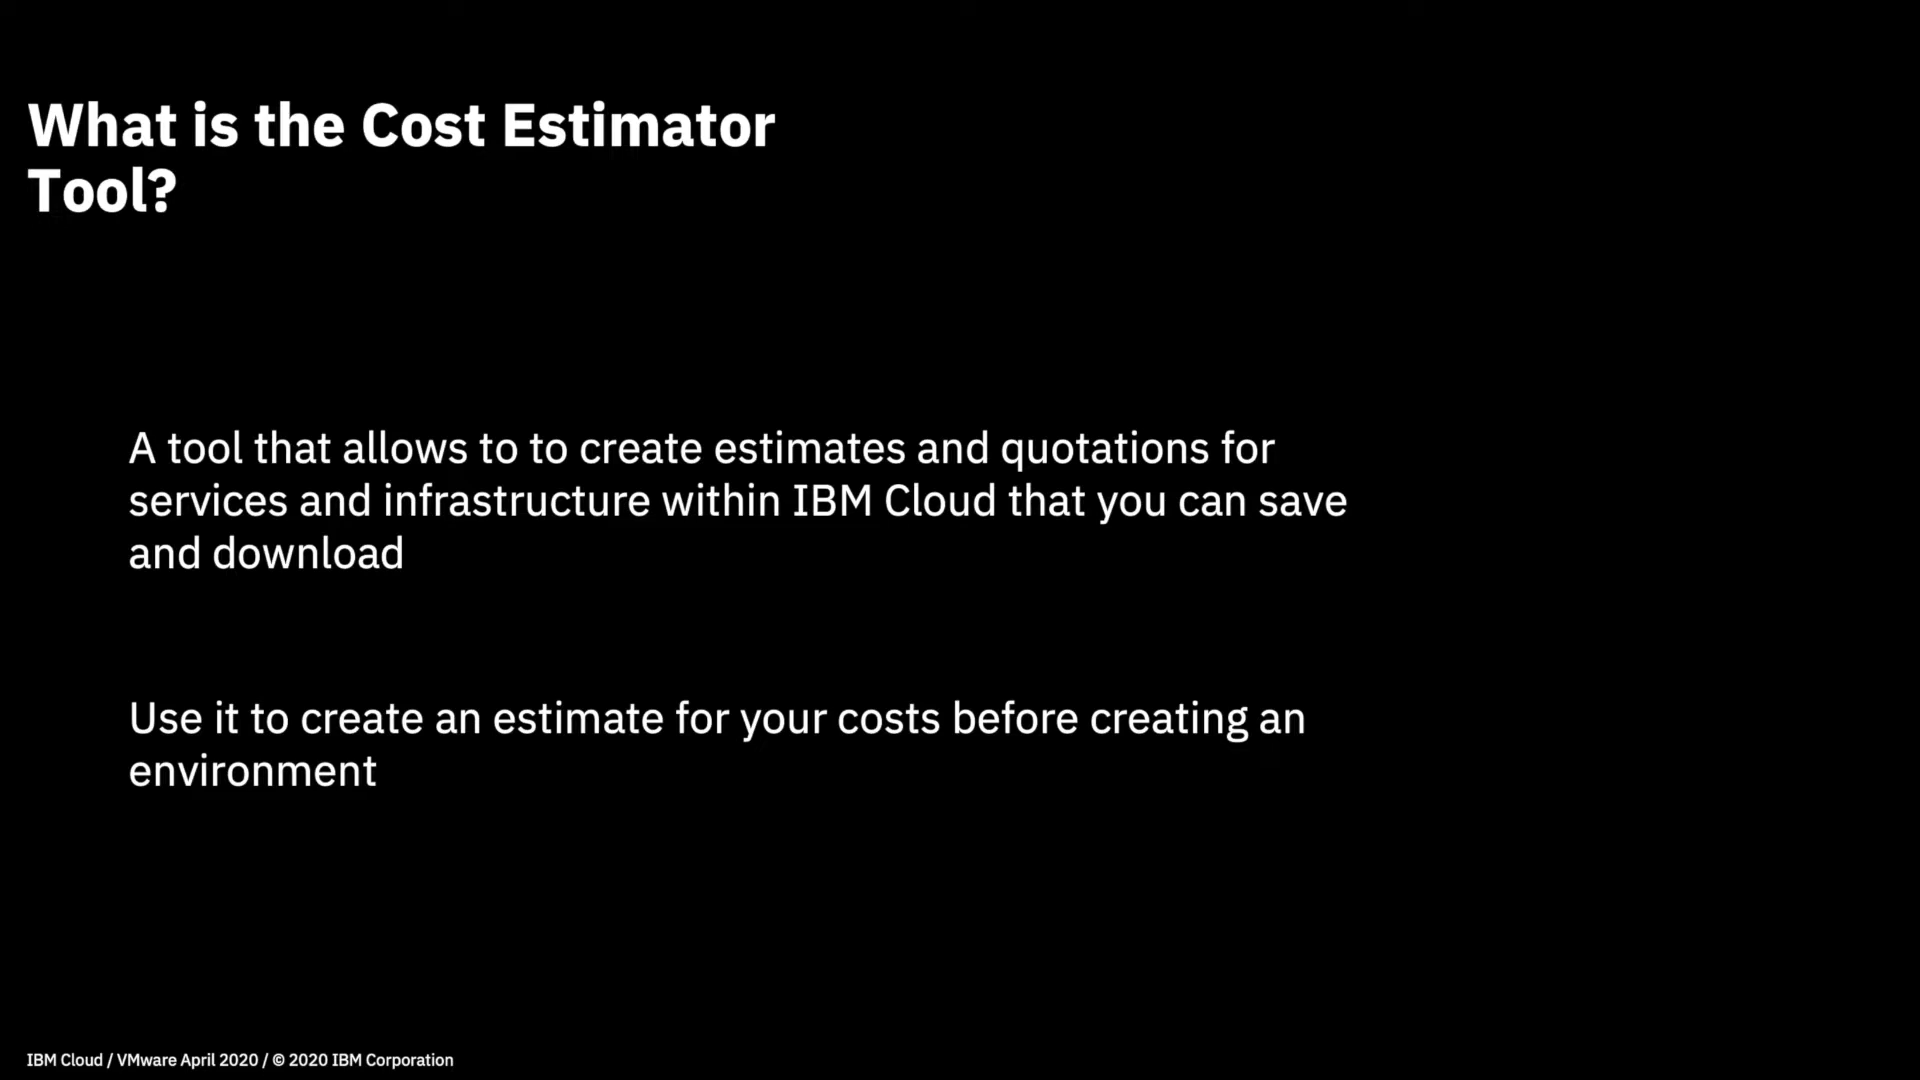 What is the Cost Estimator
Tool?
A tool that allows to to create estimates and quotations for
services and infrastructure within IBM Cloud that you can save
and download
Use it to create an estimate for your costs before creating an
environment
IBM Cloud / VMware April 2020 / © 2020 IBM Corporation